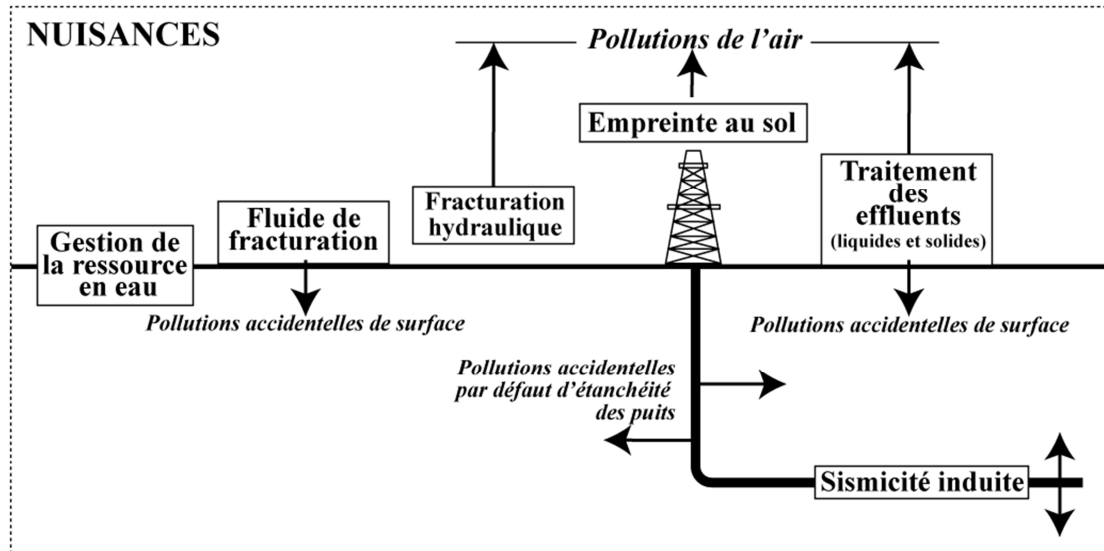 NUISANCES
Pollutions de l’air
Empreinte au sol
Fracturation
hydraulique
Traitement
des
effluents
(liquides et solides)
Fluide de
fracturation
Gestion de
la ressource
en eau
Pollutions accidentelles de surface
Pollutions accidentelles de surface
Pollutions accidentelles
par défaut d’étanchéité
des puits
Sismicité induite